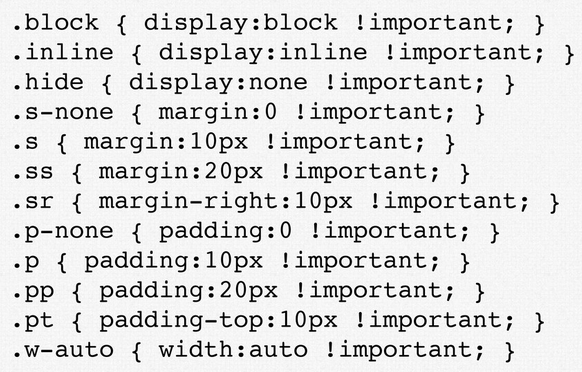 .block { display:block !important; }
.inline { display:inline !important; }
.hide { display:none !important; }
.s-none { margin:0 !important; }
.s { margin:10px !important; }
.ss { margin:20px !important; }
.sr { margin-right:10px !important; }
.p-none { padding:0 !important; }
.p { padding:10px !important; }
.pp { padding:20px !important; }
.pt { padding-top:10px !important; }
.w-auto { width:auto !important; }